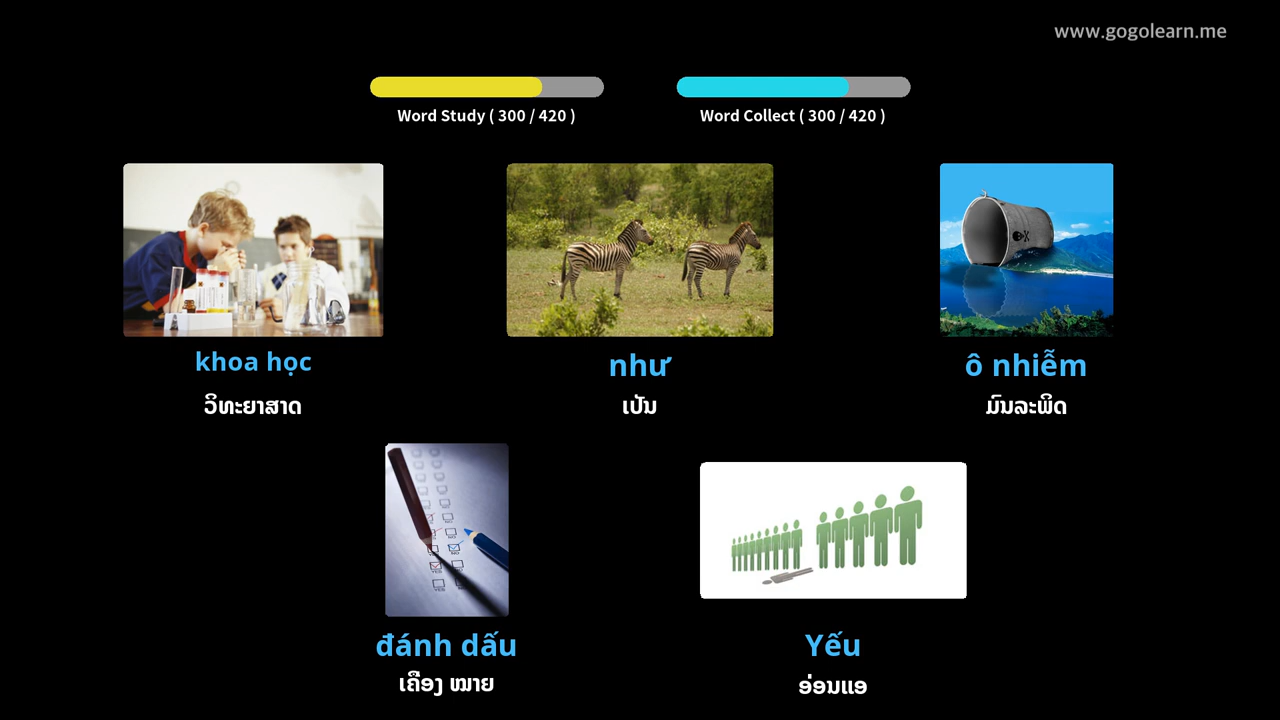 www.gogolearn.me
Word Study ( 300 / 420 )
Word Collect ( 300 / 420 )
khoa học
như
ô nhiễm
ວິທະຍາສາດ
ເປັນ
ມົນລະພິດ
đánh dấu
Yếu
ເຄື່ອງ ໝາຍ
ອ່ອນແອ